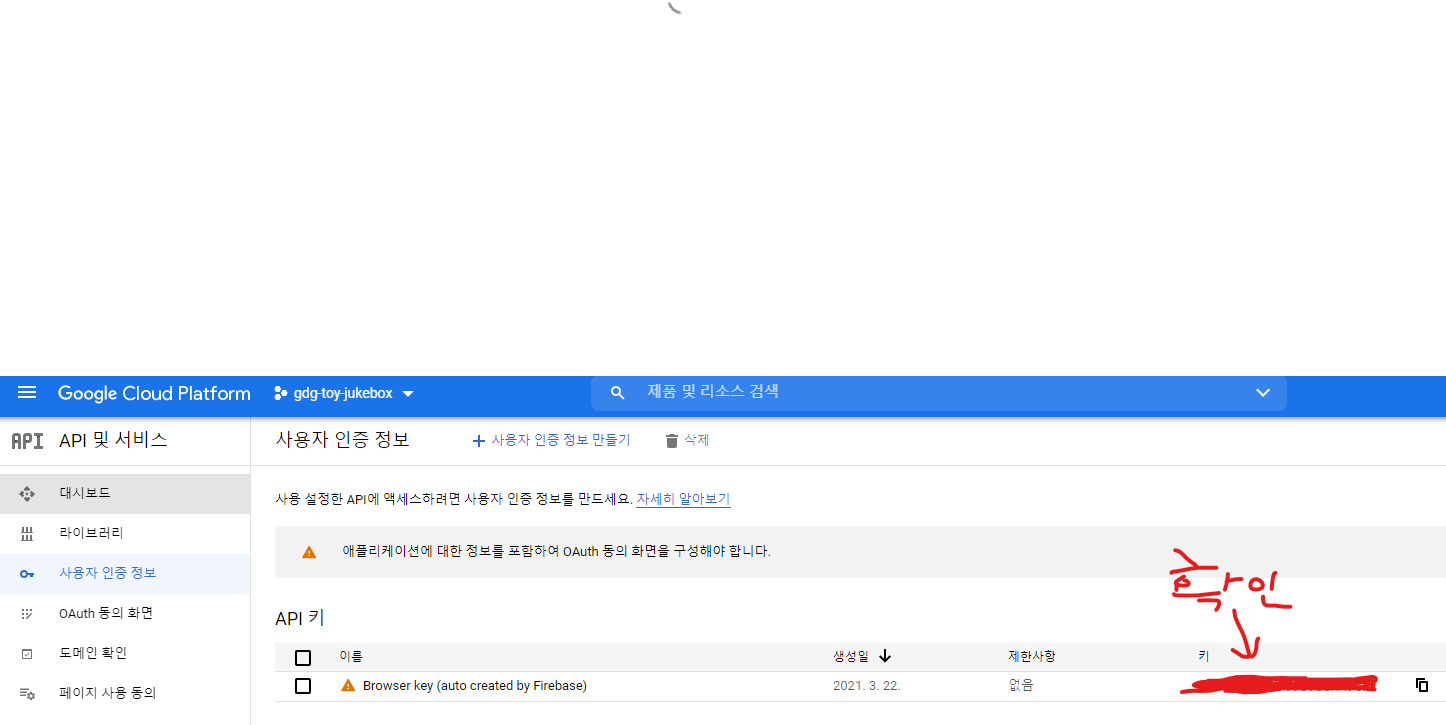 Google Cloud Platform gdg-toy-jukebox 제품 및 리소스 검색
API API 및 서비스
사용자 인증 정보 사용자 인증 정보 만들기 삭제
대시보드
라이브러리
사용자 인증 정보
OAuth 동의 화면
도메인 확인
페이지 사용 동의
사용 설정한 API에 액세스하려면 사용자 인증 정보를 만드세요. 자세히 알아보기
애플리케이션에 대한 정보를 포함하여 OAuth 동의 화면을 구성해야 합니다.
확인
API 키
이름 생성일 제한사항 키
Browser key (auto created by Firebase) 2021. 3. 22. 없음